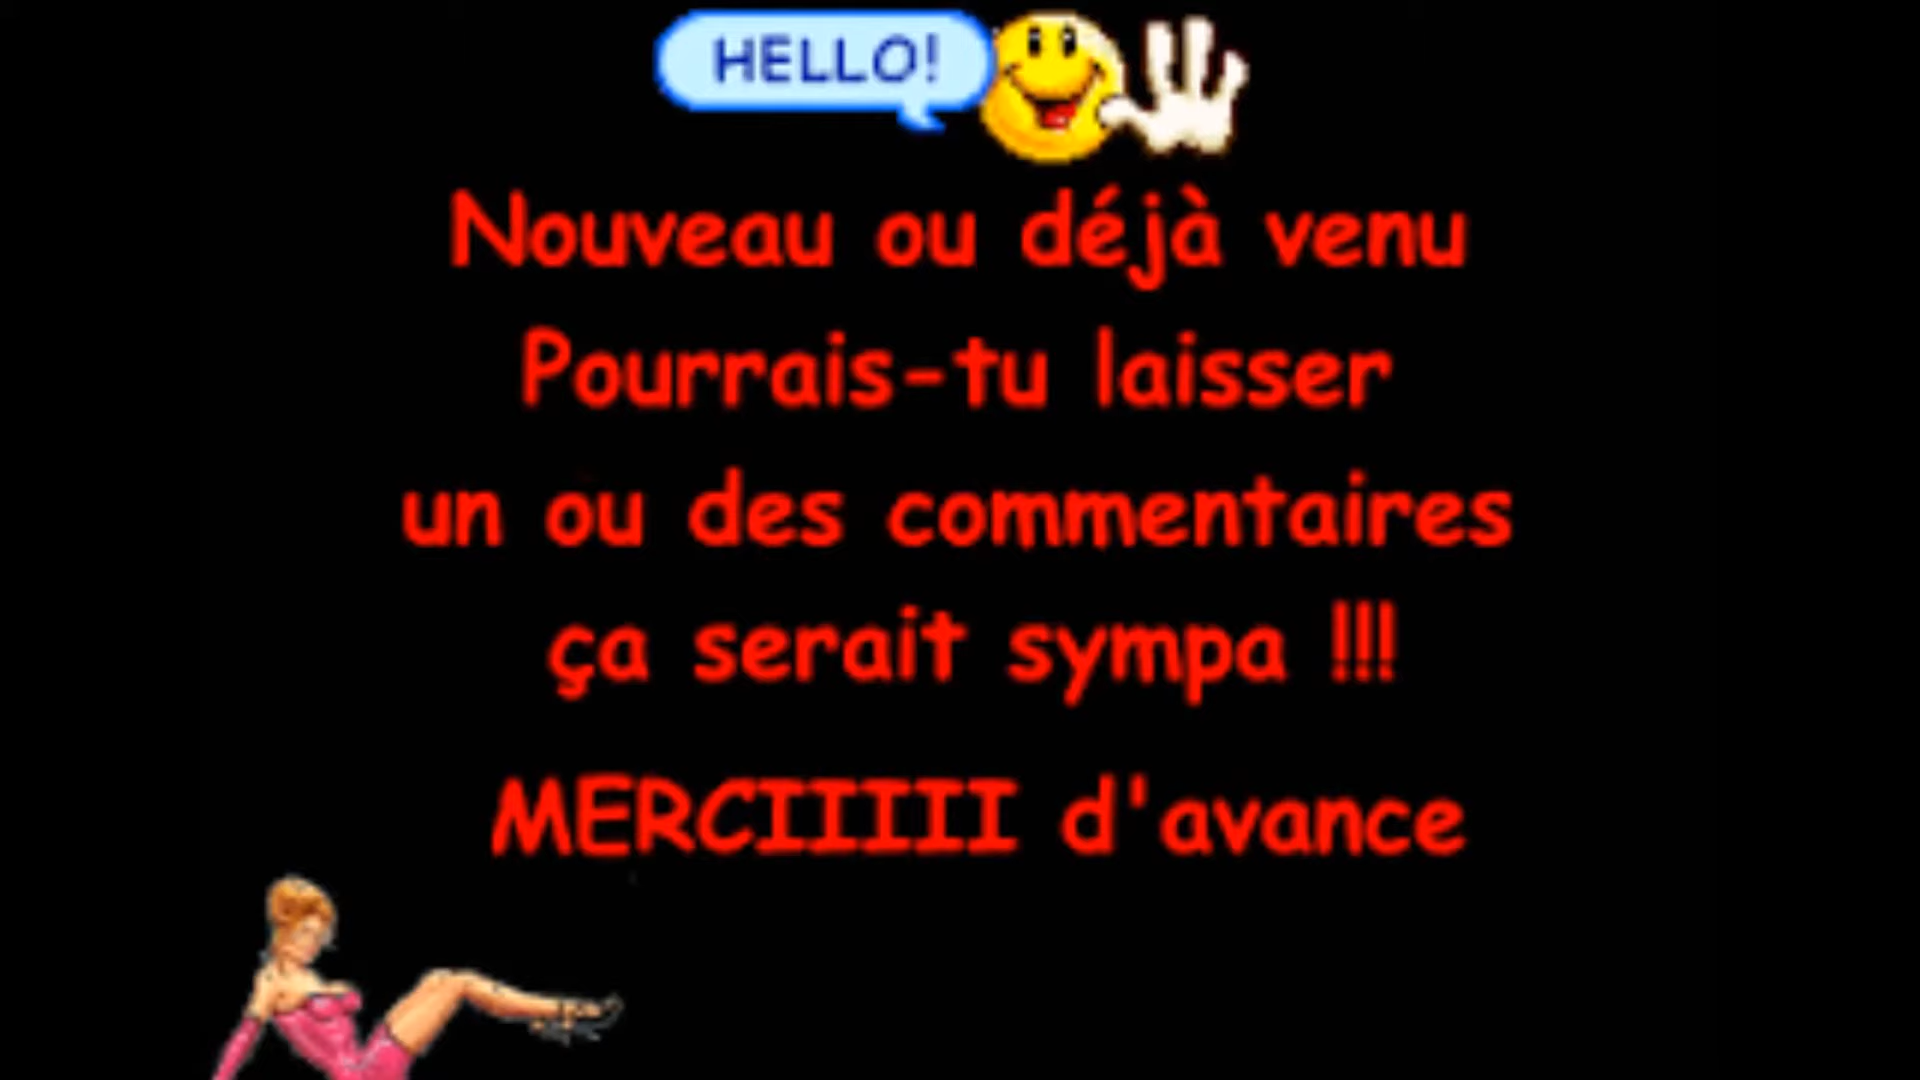 HELLO!
Nouveau ou déjà venu
Pourrais-tu laisser
un ou des commentaires
ça serait sympa !!!
MERCIIIII d'avance